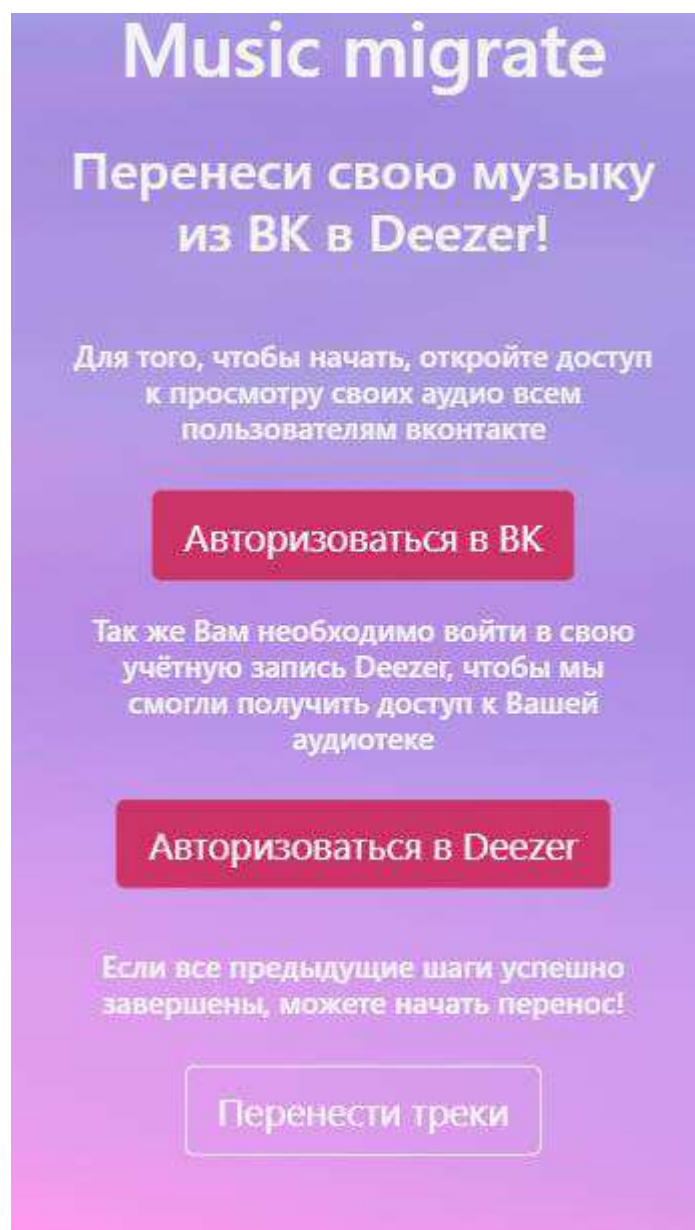 Music migrate
Перенеси свою музыку
из ВК в Deezer!
Для того, чтобы начать, откройте доступ
к просмотру своих аудио всем
пользователям вконтакте
Авторизоваться в ВК
Так же Вам необходимо войти в свою
учётную запись Deezer, чтобы мы
смогли получить доступ к Вашей
аудиотеке
Авторизоваться в Deezer
Если все предыдущие шаги успешно
завершены, можете начать перенос!
Перенести треки